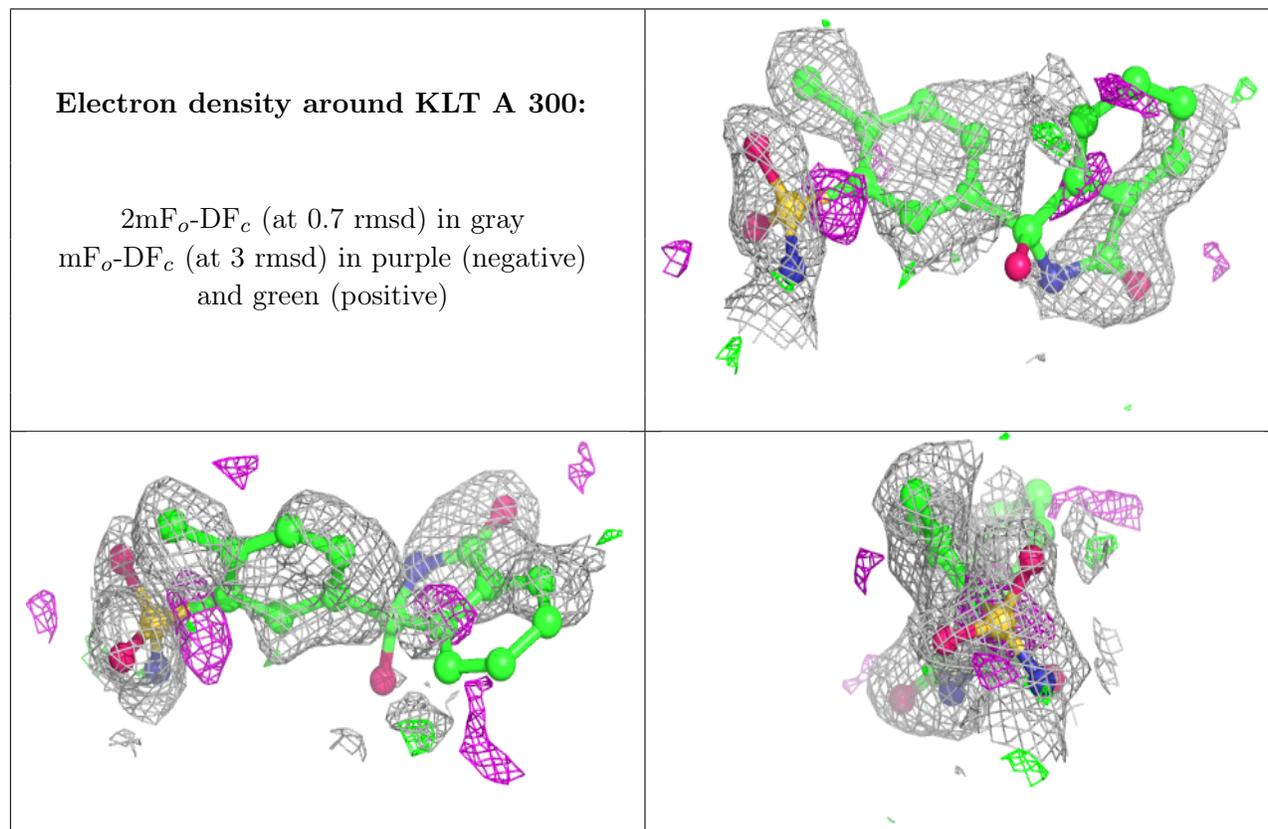 Electron density around KLT A 300:
2mFo-DFc (at 0.7 rmsd) in gray
mFo-DFc (at 3 rmsd) in purple (negative)
and green (positive)